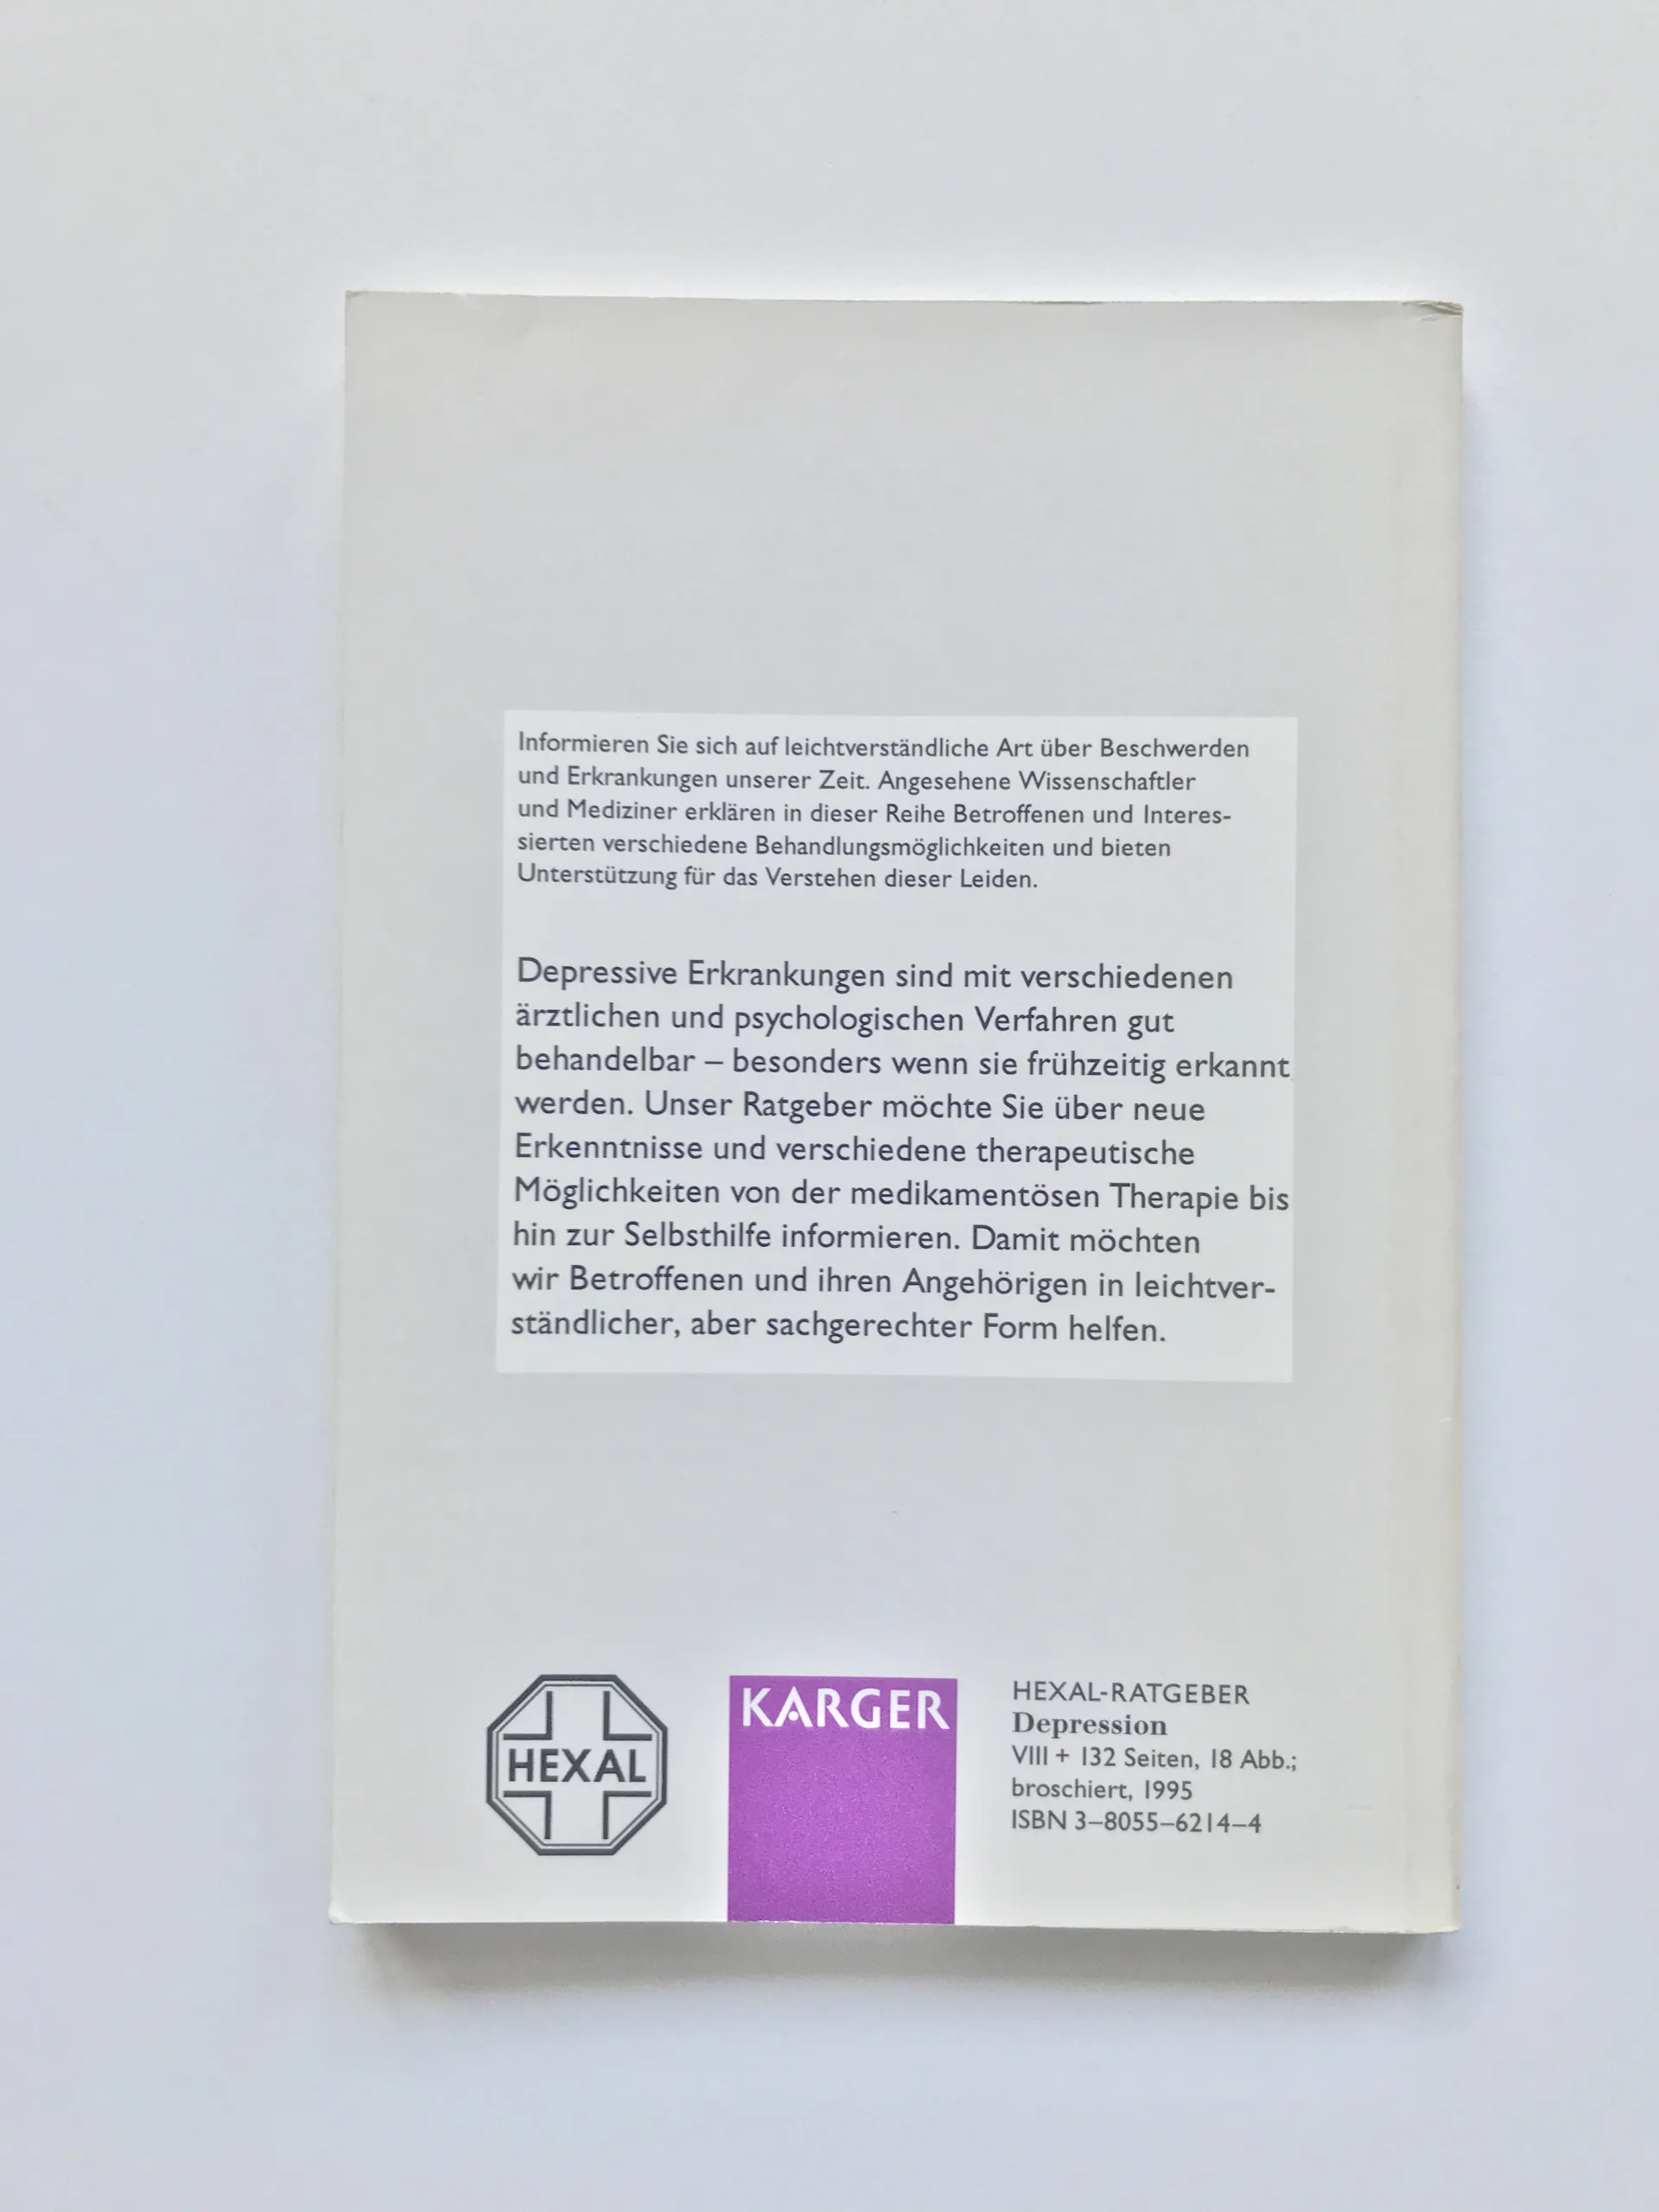 Informieren Sie sich auf leichtverständliche Art über Beschwerden
und Erkrankungen unserer Zeit. Angesehene Wissenschaftler
und Mediziner erklären in dieser Reihe Betroffenen und Interes-
sierten verschiedene Behandlungsmöglichkeiten und bieten
Unterstützung für das Verstehen dieser Leiden.
Depressive Erkrankungen sind mit verschiedenen
ärztlichen und psychologischen Verfahren gut
behandelbar – besonders wenn sie frühzeitig erkannt
werden. Unser Ratgeber möchte Sie über neue
Erkenntnisse und verschiedene therapeutische
Möglichkeiten von der medikamentösen Therapie bis
hin zur Selbsthilfe informieren. Damit möchten
wir Betroffenen und ihren Angehörigen in leichtver-
ständlicher, aber sachgerechter Form helfen.
HEXAL
KARGER
HEXAL-RATGEBER
Depression
VIII + 132 Seiten, 18 Abb.;
broschiert, 1995
ISBN 3–8055–6214–4